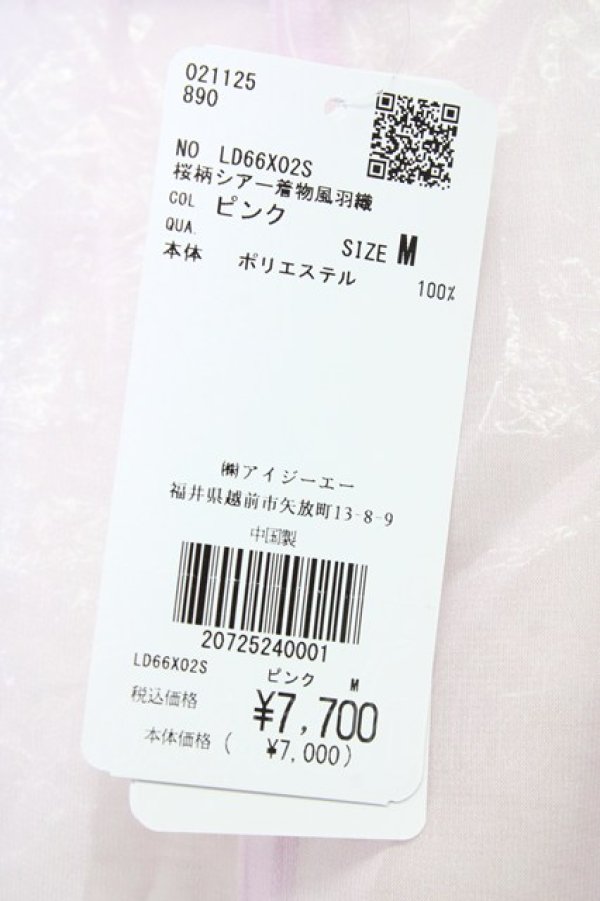 021125
890
NO LD66X02S
桜柄シアー着物風羽織
COL ピンク
QUA.
SIZE M
本体 ポリエステル 100%
㈱アイジーエー
福井県越前市矢放町13-8-9
中国製
20725240001
LD66X02S ピンク M
税込価格 ¥7,700
本体価格( ¥7,000)